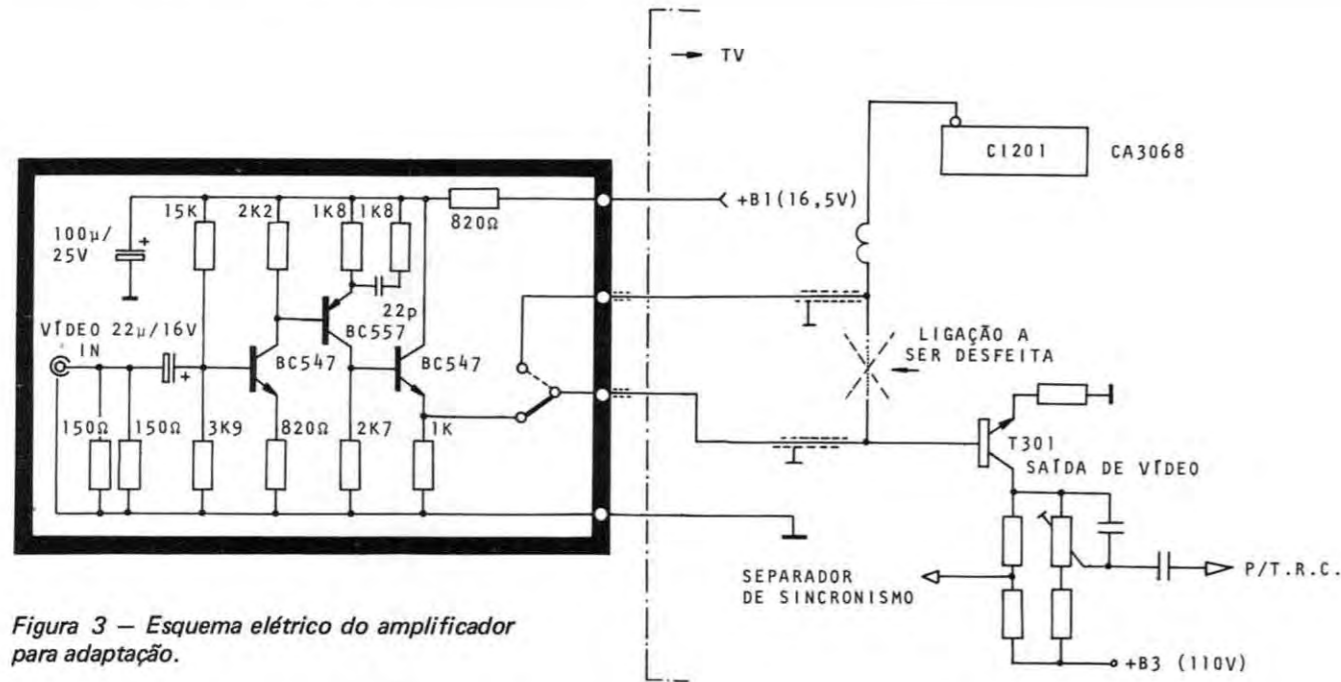 TV
CI201
CA3068
+B1(16,5V)
15K
2K2
1K8
1K8
820Ω
100μ/
25V
+
22p
BC557
VÍDEO
IN
22μ/16V
+
BC547
BC547
LIGAÇÃO A
SER DESFEITA
150Ω
150Ω
3K9
820Ω
2K7
1K
T301
SAÍDA DE VÍDEO
SEPARADOR
DE SINCRONISMO
P/T.R.C.
+B3 (110V)
Figura 3 — Esquema elétrico do amplificador
para adaptação.